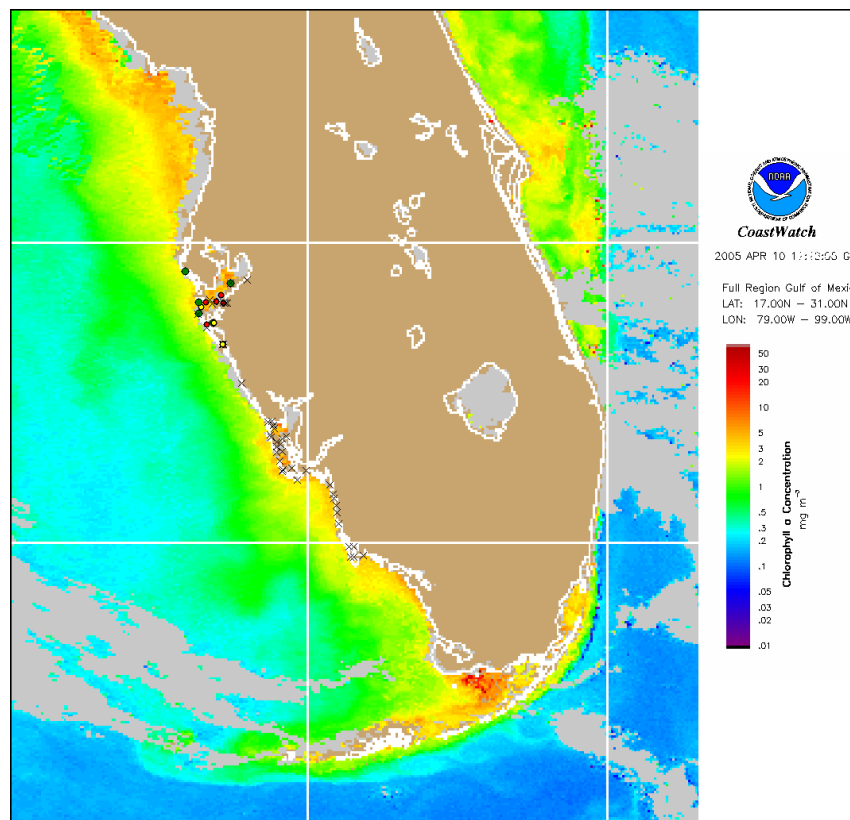 NOAA
CoastWatch
2005 APR 10
Full Region Gulf of Mexi
LAT: 17.00N – 31.00N
LON: 79.00W – 99.00W
50
30
20
10
5
3
2
1
.5
.3
.2
.1
.05
.03
.02
.01
Chlorophyll a Concentration
mg m⁻³